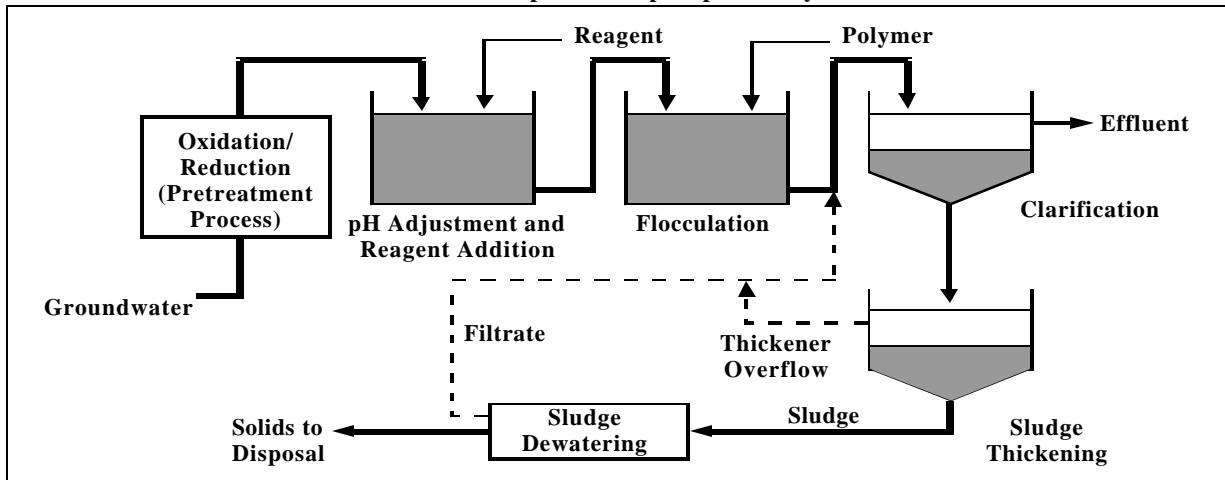 Reagent
Polymer
Oxidation/
Reduction
(Pretreatment
Process)
Effluent
pH Adjustment and
Reagent Addition
Flocculation
Clarification
Groundwater
Filtrate
Thickener
Overflow
Solids to
Disposal
Sludge
Dewatering
Sludge
Sludge
Thickening